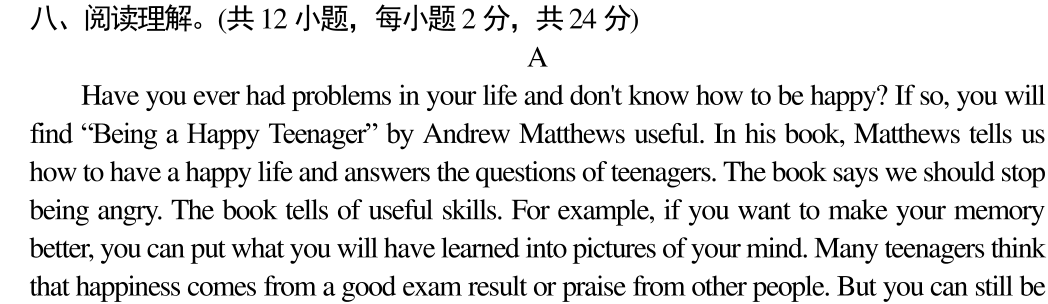 八、阅读理解。(共 12 小题，每小题 2 分，共 24 分)
A
Have you ever had problems in your life and don't know how to be happy? If so, you will
find “Being a Happy Teenager” by Andrew Matthews useful. In his book, Matthews tells us
how to have a happy life and answers the questions of teenagers. The book says we should stop
being angry. The book tells of useful skills. For example, if you want to make your memory
better, you can put what you will have learned into pictures of your mind. Many teenagers think
that happiness comes from a good exam result or praise from other people. But you can still be